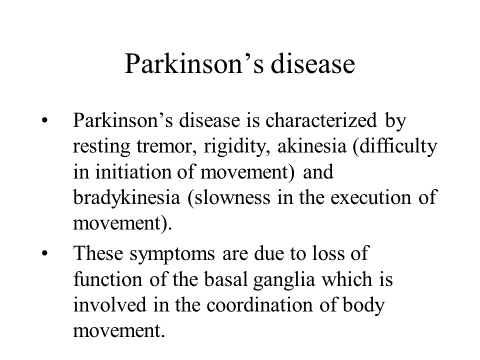 Parkinson’s disease
• Parkinson’s disease is characterized by
resting tremor, rigidity, akinesia (difficulty
in initiation of movement) and
bradykinesia (slowness in the execution of
movement).
• These symptoms are due to loss of
function of the basal ganglia which is
involved in the coordination of body
movement.